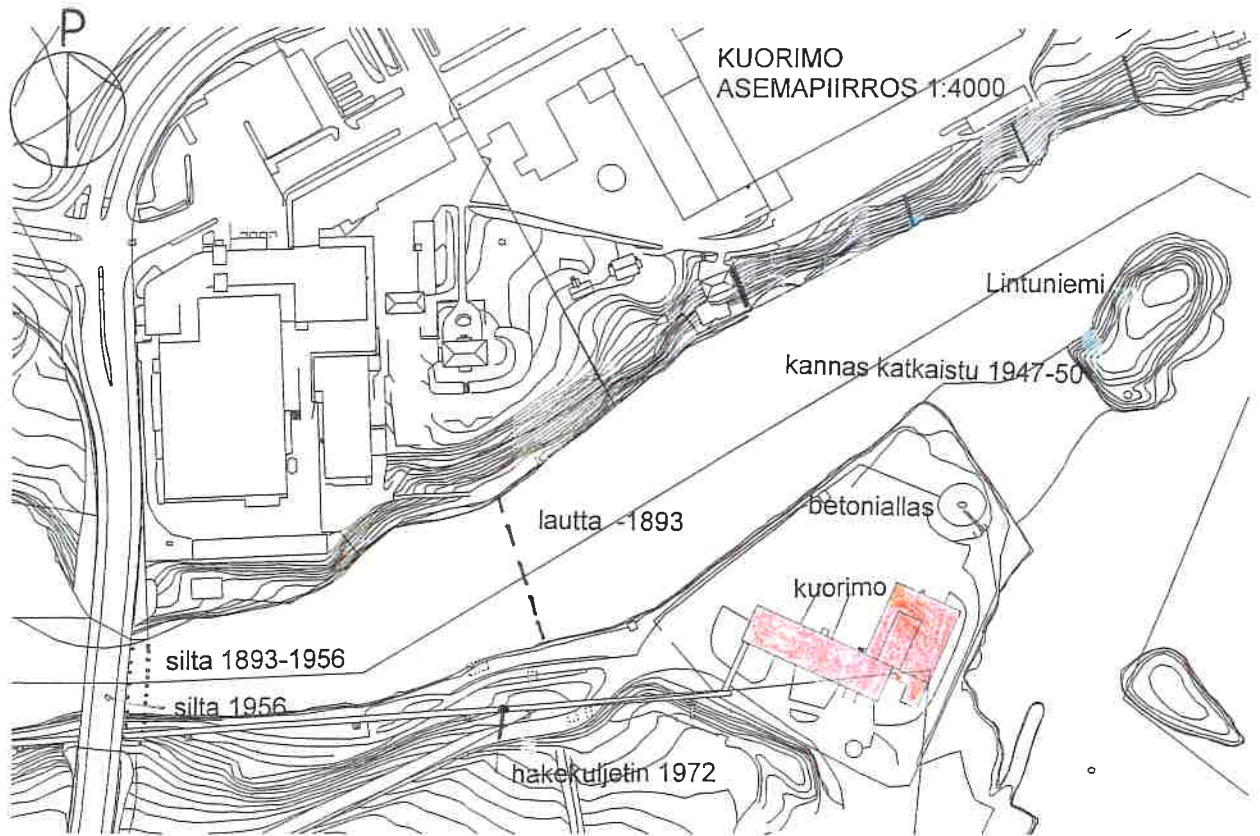 P
KUORIMO
ASEMAPIIRROS 1:4000
Lintuniemi
kannas katkaistu 1947-50
lautta -1893
betoniallas
kuorimo
silta 1893-1956
silta 1956
hakekuljetin 1972